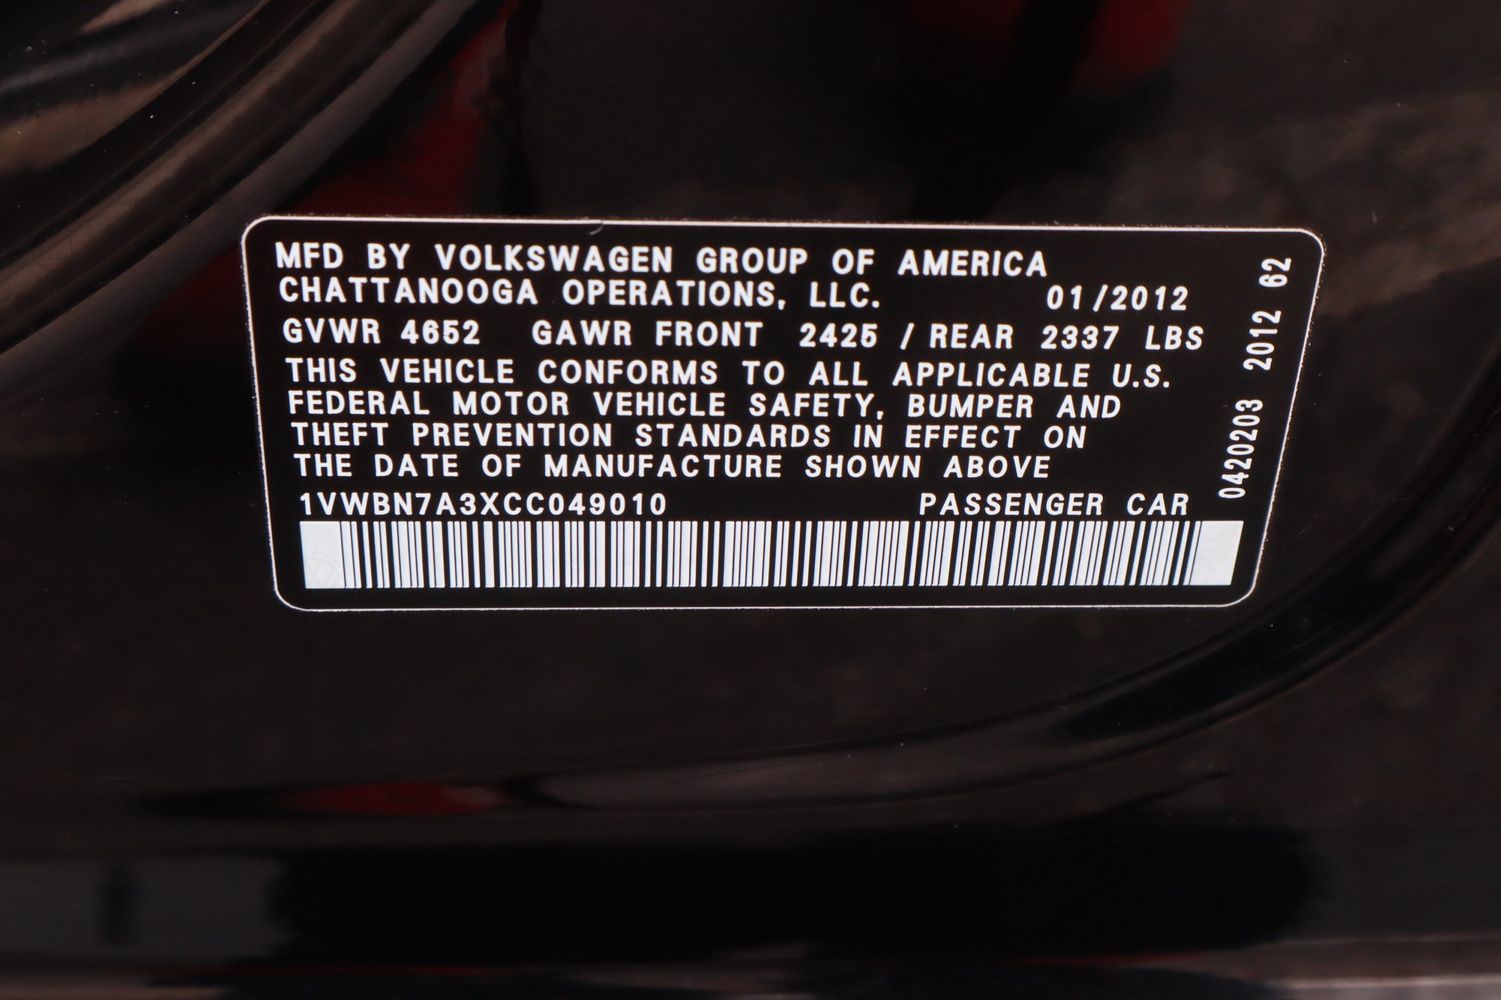 MFD BY VOLKSWAGEN GROUP OF AMERICA
CHATTANOOGA OPERATIONS, LLC. 01/2012
GVWR 4652 GAWR FRONT 2425 / REAR 2337 LBS
THIS VEHICLE CONFORMS TO ALL APPLICABLE U.S.
FEDERAL MOTOR VEHICLE SAFETY, BUMPER AND
THEFT PREVENTION STANDARDS IN EFFECT ON
THE DATE OF MANUFACTURE SHOWN ABOVE
1VWBN7A3XCC049010 PASSENGER CAR
0420203 2012 62